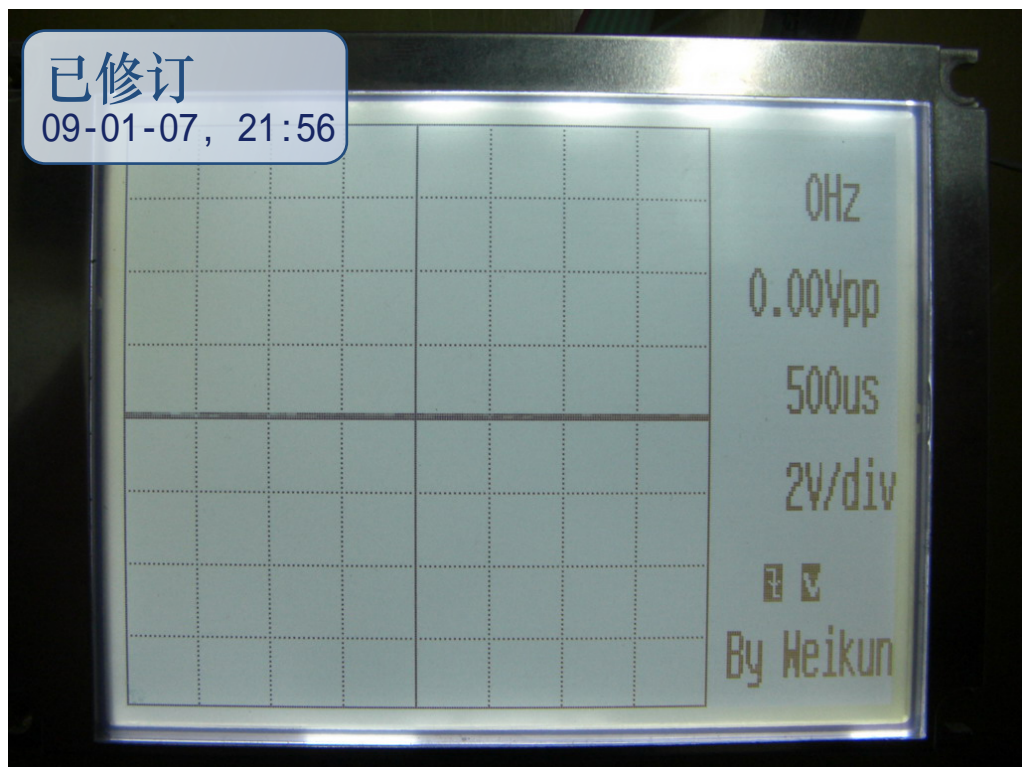 已修订
09-01-07, 21:56
0Hz
0.00Vpp
500us
2V/div
t v
By Weikun